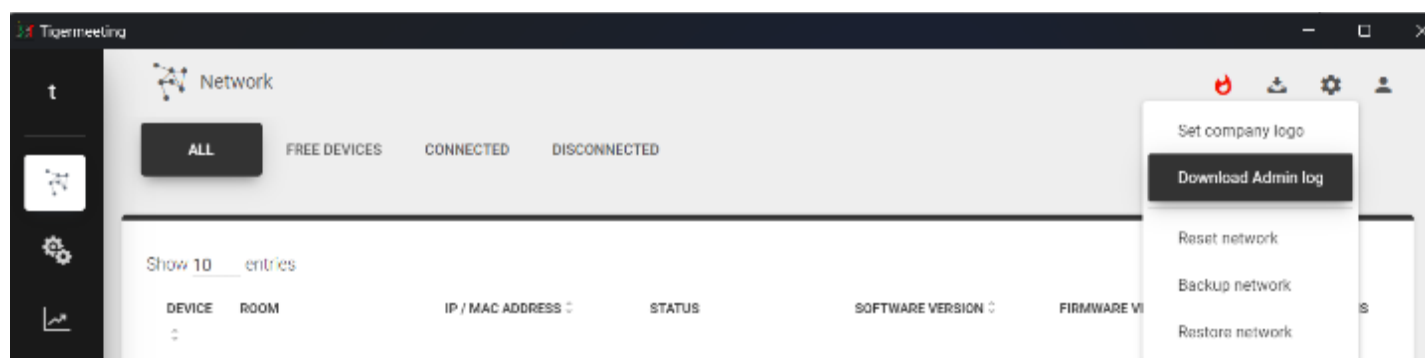 Tigermeeting
t
Network
ALL FREE DEVICES CONNECTED DISCONNECTED
Set company logo
Download Admin log
Reset network
Backup network
Restore network
Show 10 entries
DEVICE ROOM IP / MAC ADDRESS STATUS SOFTWARE VERSION FIRMWARE